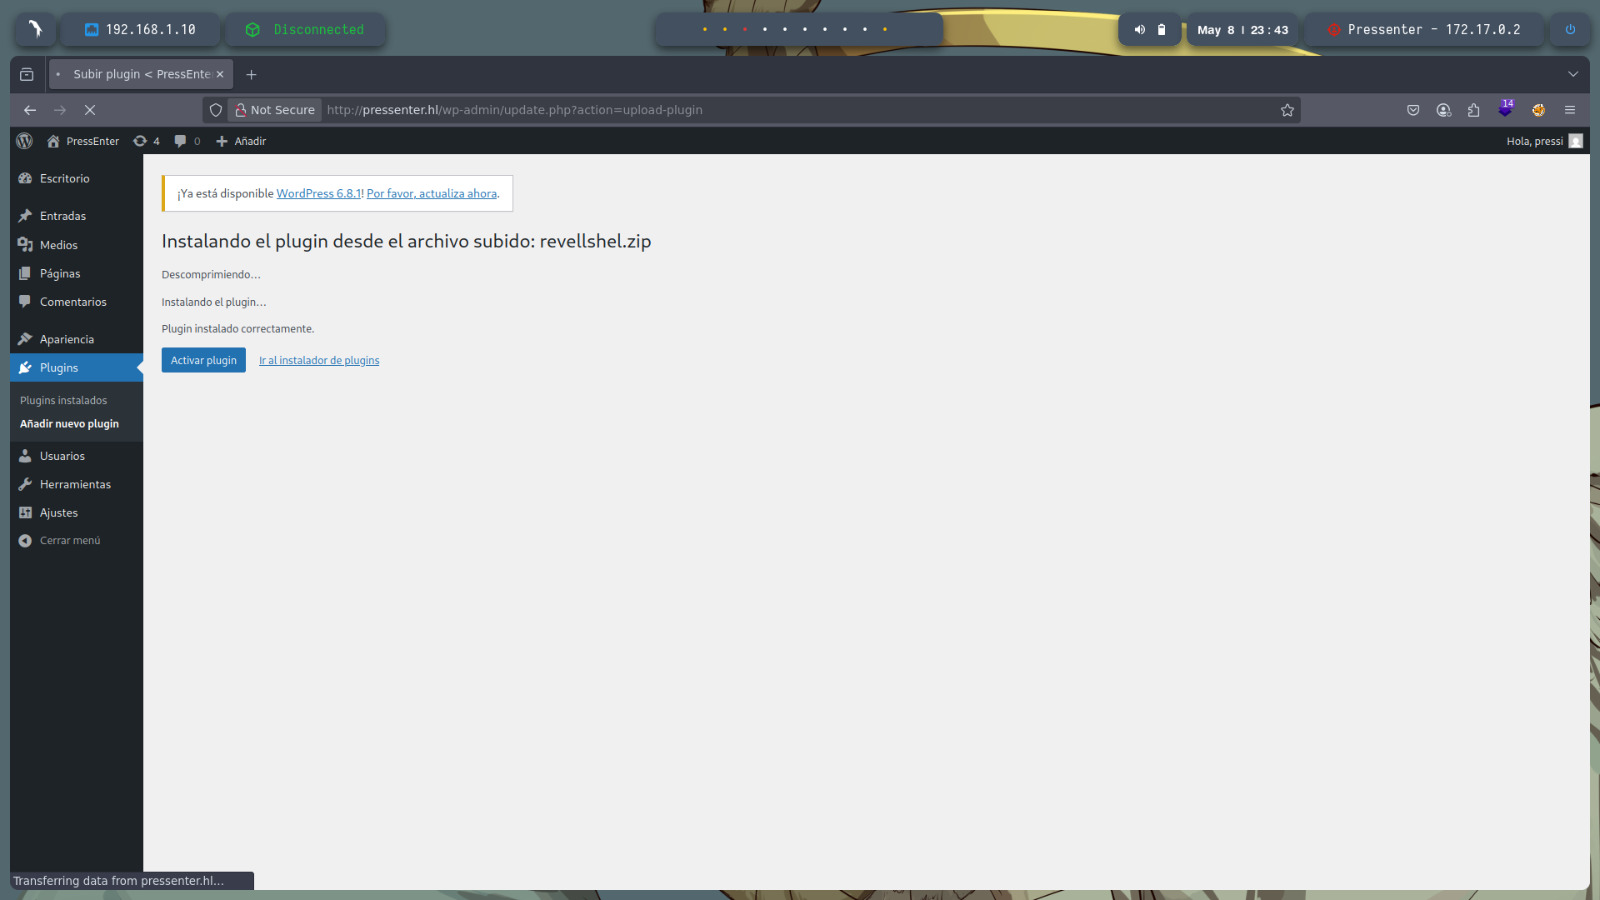 192.168.1.10
Disconnected
May 8 | 23:43
Pressenter - 172.17.0.2
Subir plugin < PressEnte
Not Secure
http://pressenter.hl/wp-admin/update.php?action=upload-plugin
14
PressEnter
4
0
Añadir
Hola, pressi
Escritorio
Entradas
Medios
Páginas
Comentarios
Apariencia
Plugins
Plugins instalados
Añadir nuevo plugin
Usuarios
Herramientas
Ajustes
Cerrar menú
¡Ya está disponible WordPress 6.8.1! Por favor, actualiza ahora.
Instalando el plugin desde el archivo subido: revellshel.zip
Descomprimiendo…
Instalando el plugin…
Plugin instalado correctamente.
Activar plugin
Ir al instalador de plugins
Transferring data from pressenter.hl…